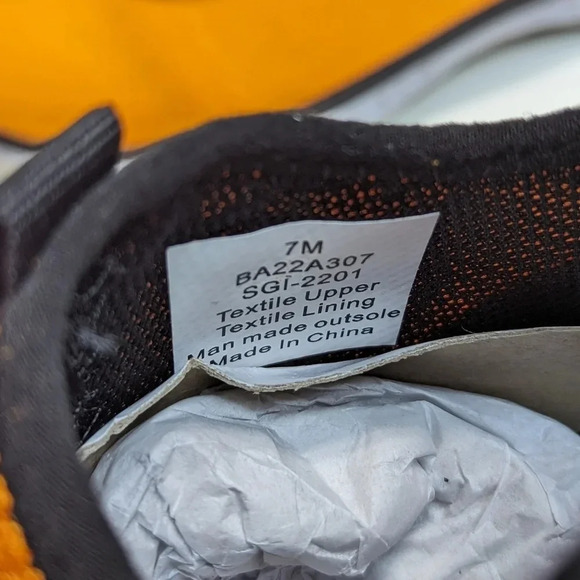 7M
BA22A307
SGI-2201
Textile Upper
Textile Lining
Man made outsole
Made In China